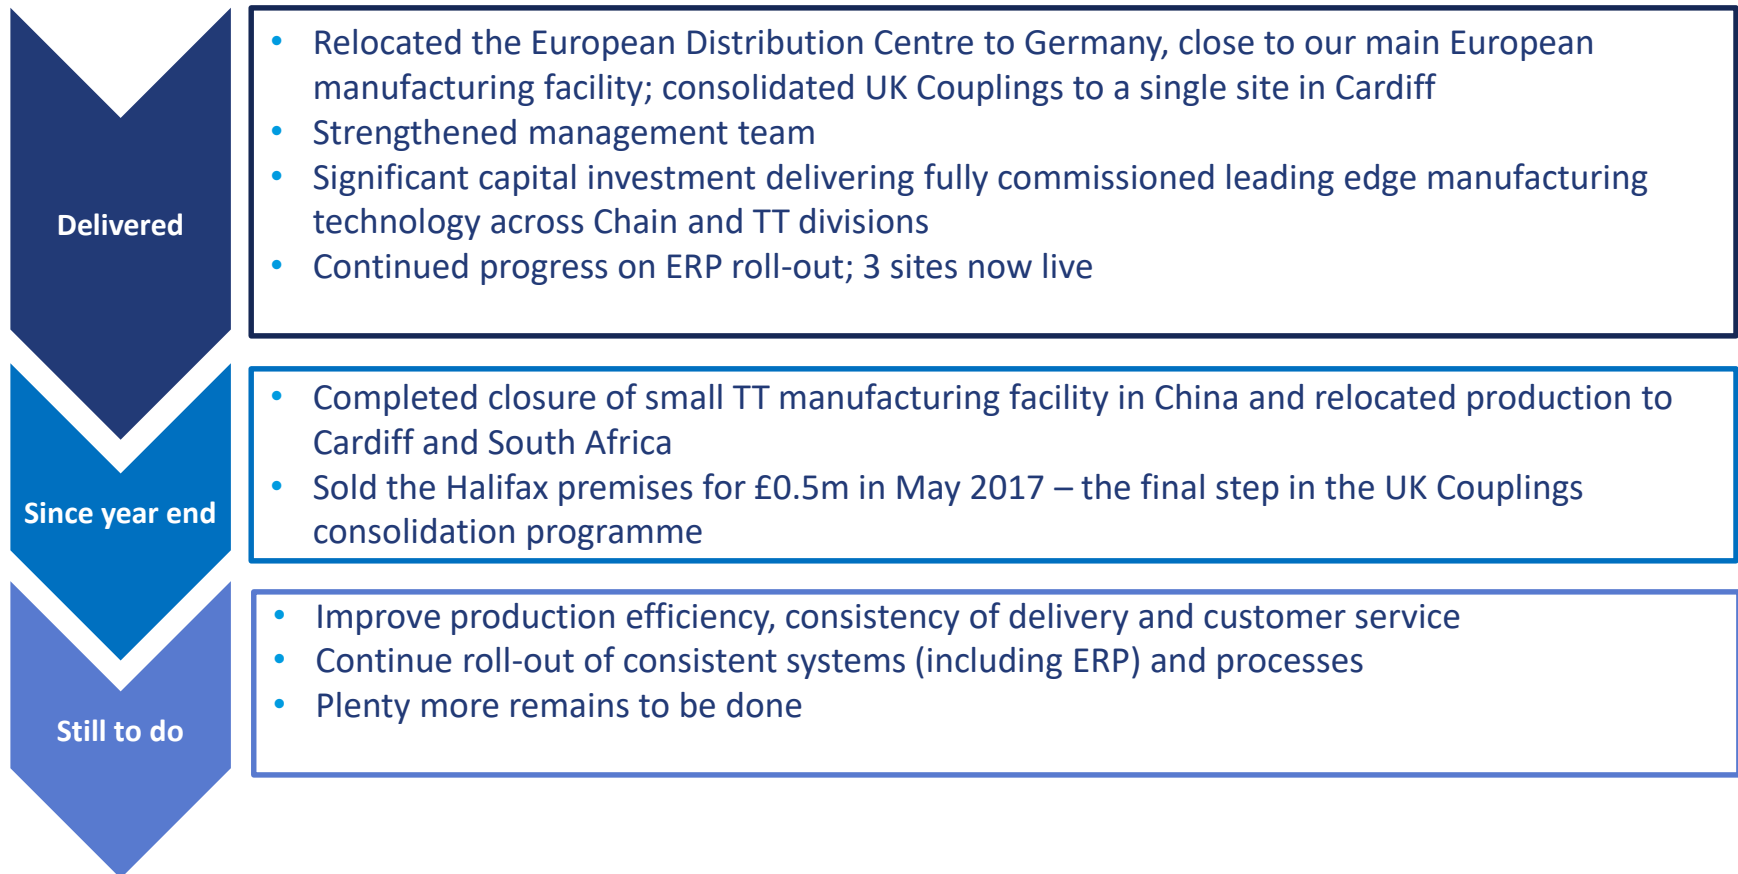 Delivered
• Relocated the European Distribution Centre to Germany, close to our main European
manufacturing facility; consolidated UK Couplings to a single site in Cardiff
• Strengthened management team
• Significant capital investment delivering fully commissioned leading edge manufacturing
technology across Chain and TT divisions
• Continued progress on ERP roll-out; 3 sites now live
Since year end
• Completed closure of small TT manufacturing facility in China and relocated production to
Cardiff and South Africa
• Sold the Halifax premises for £0.5m in May 2017 – the final step in the UK Couplings
consolidation programme
Still to do
• Improve production efficiency, consistency of delivery and customer service
• Continue roll-out of consistent systems (including ERP) and processes
• Plenty more remains to be done